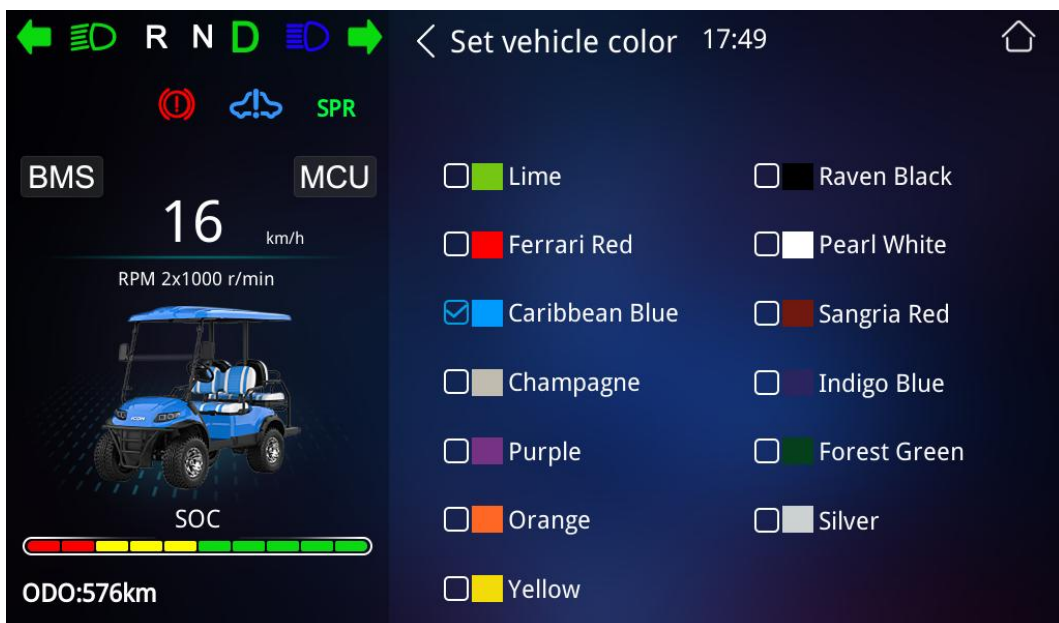 R N D
SPR
BMS MCU
16 km/h
RPM 2x1000 r/min
ICON
SOC
ODO:576km
Set vehicle color 17:49
Lime
Ferrari Red
Caribbean Blue
Champagne
Purple
Orange
Yellow
Raven Black
Pearl White
Sangria Red
Indigo Blue
Forest Green
Silver